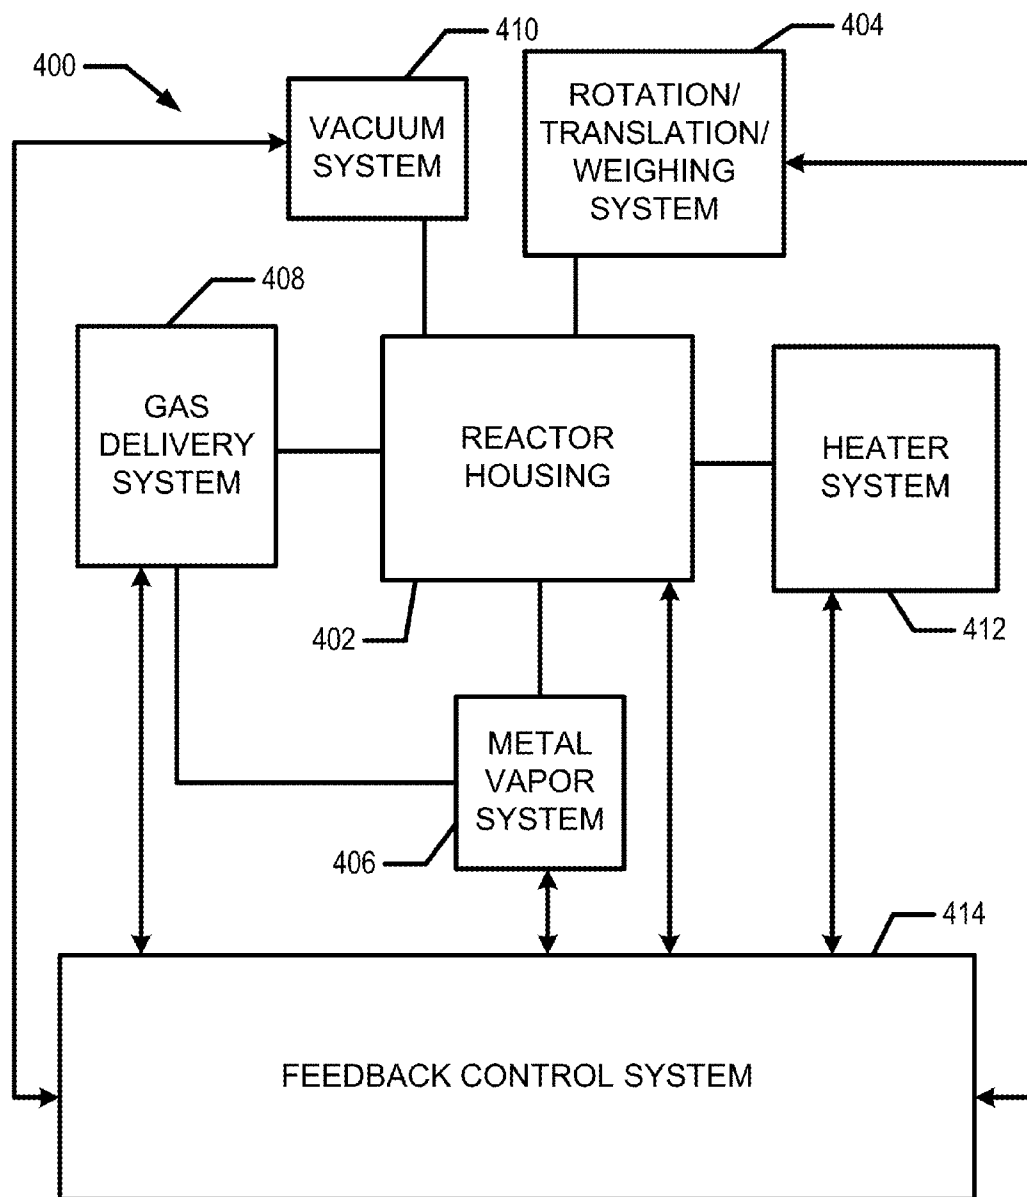 410
404
400
VACUUM
SYSTEM
ROTATION/
TRANSLATION/
WEIGHING
SYSTEM
408
GAS
DELIVERY
SYSTEM
REACTOR
HOUSING
HEATER
SYSTEM
402
412
METAL
VAPOR
SYSTEM
406
414
FEEDBACK CONTROL SYSTEM